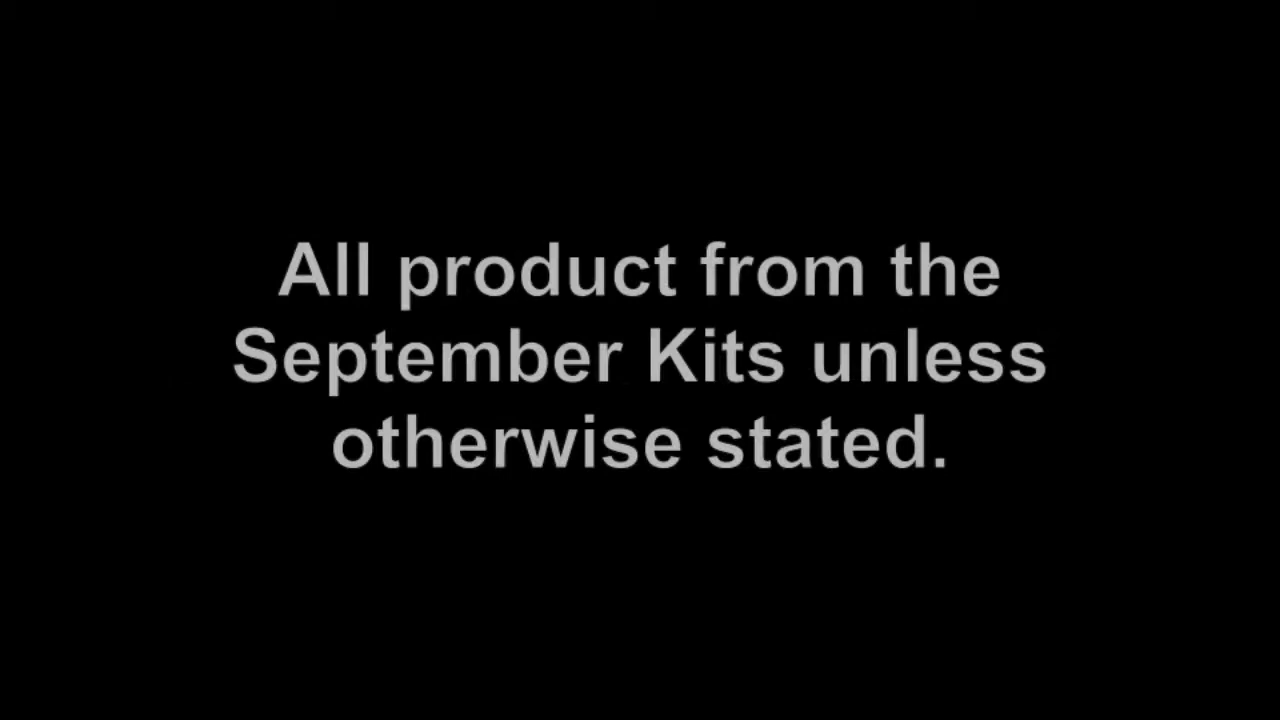 All product from the
September Kits unless
otherwise stated.